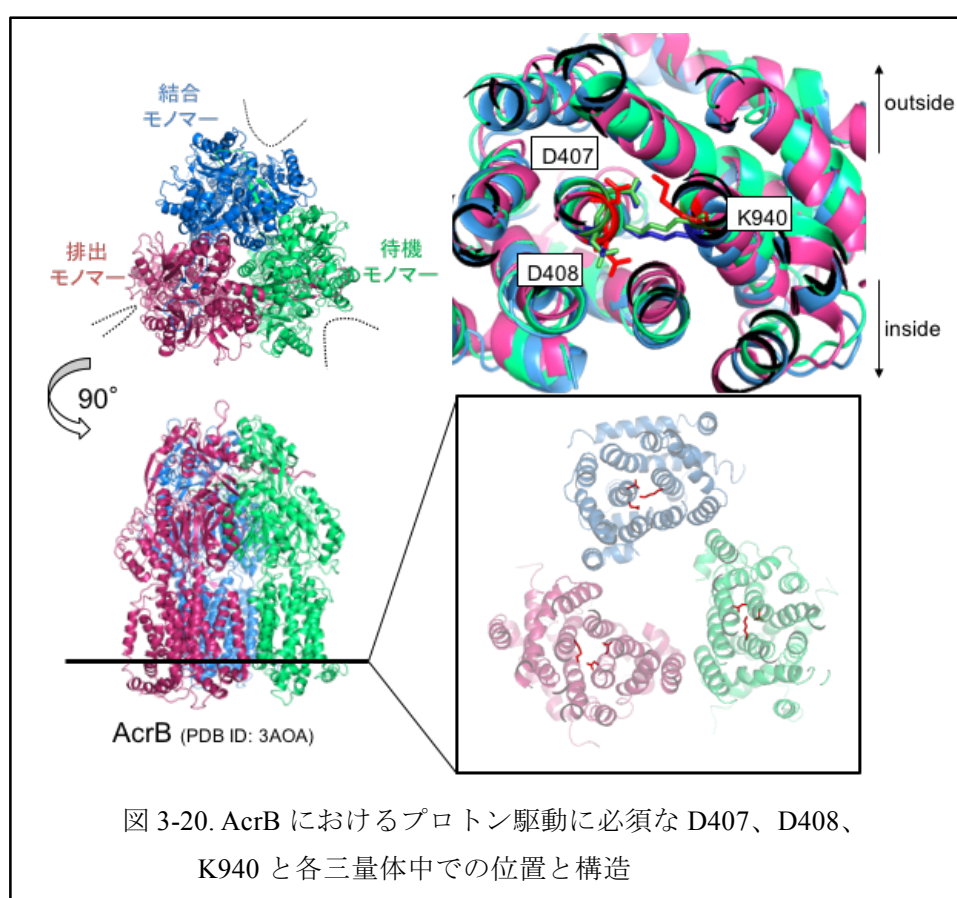 結合
モノマー
排出
モノマー
待機
モノマー
90°
AcrB (PDB ID: 3AOA)
D407
D408
K940
outside
inside
図 3-20. AcrB におけるプロトン駆動に必須な D407、D408、
K940 と各三量体中での位置と構造